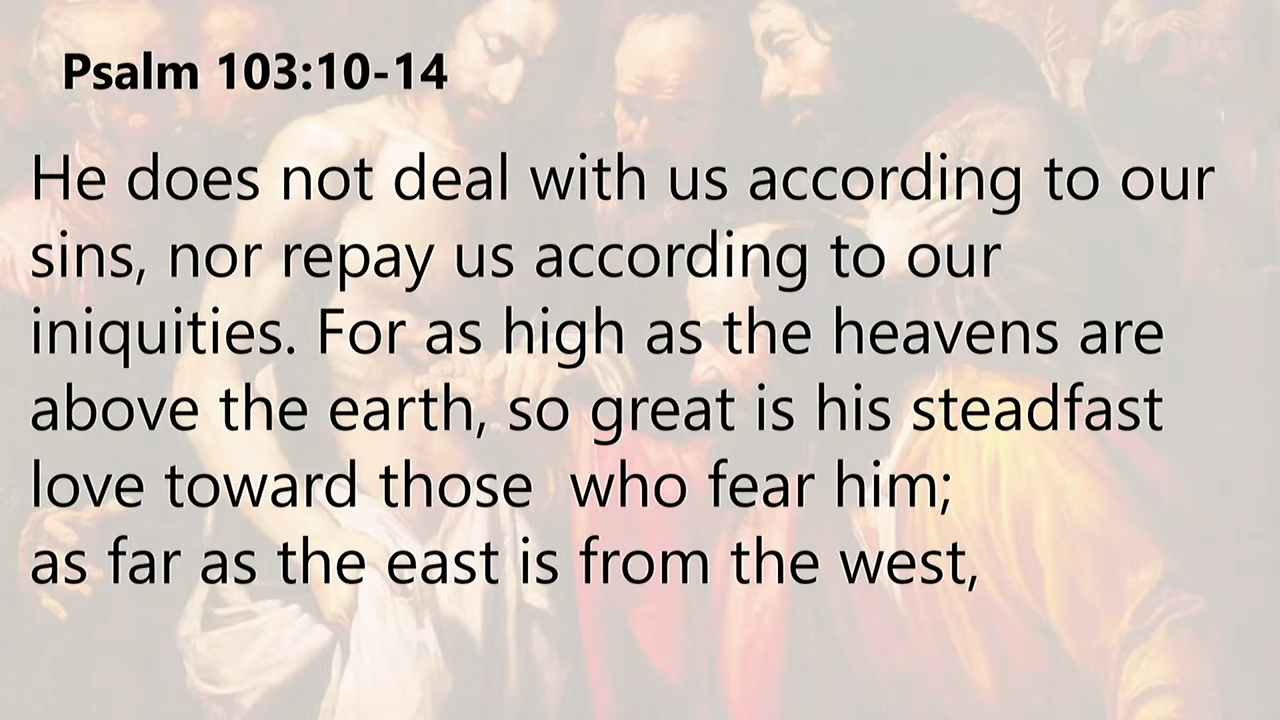 Psalm 103:10-14
He does not deal with us according to our
sins, nor repay us according to our
iniquities. For as high as the heavens are
above the earth, so great is his steadfast
love toward those  who fear him;
as far as the east is from the west,